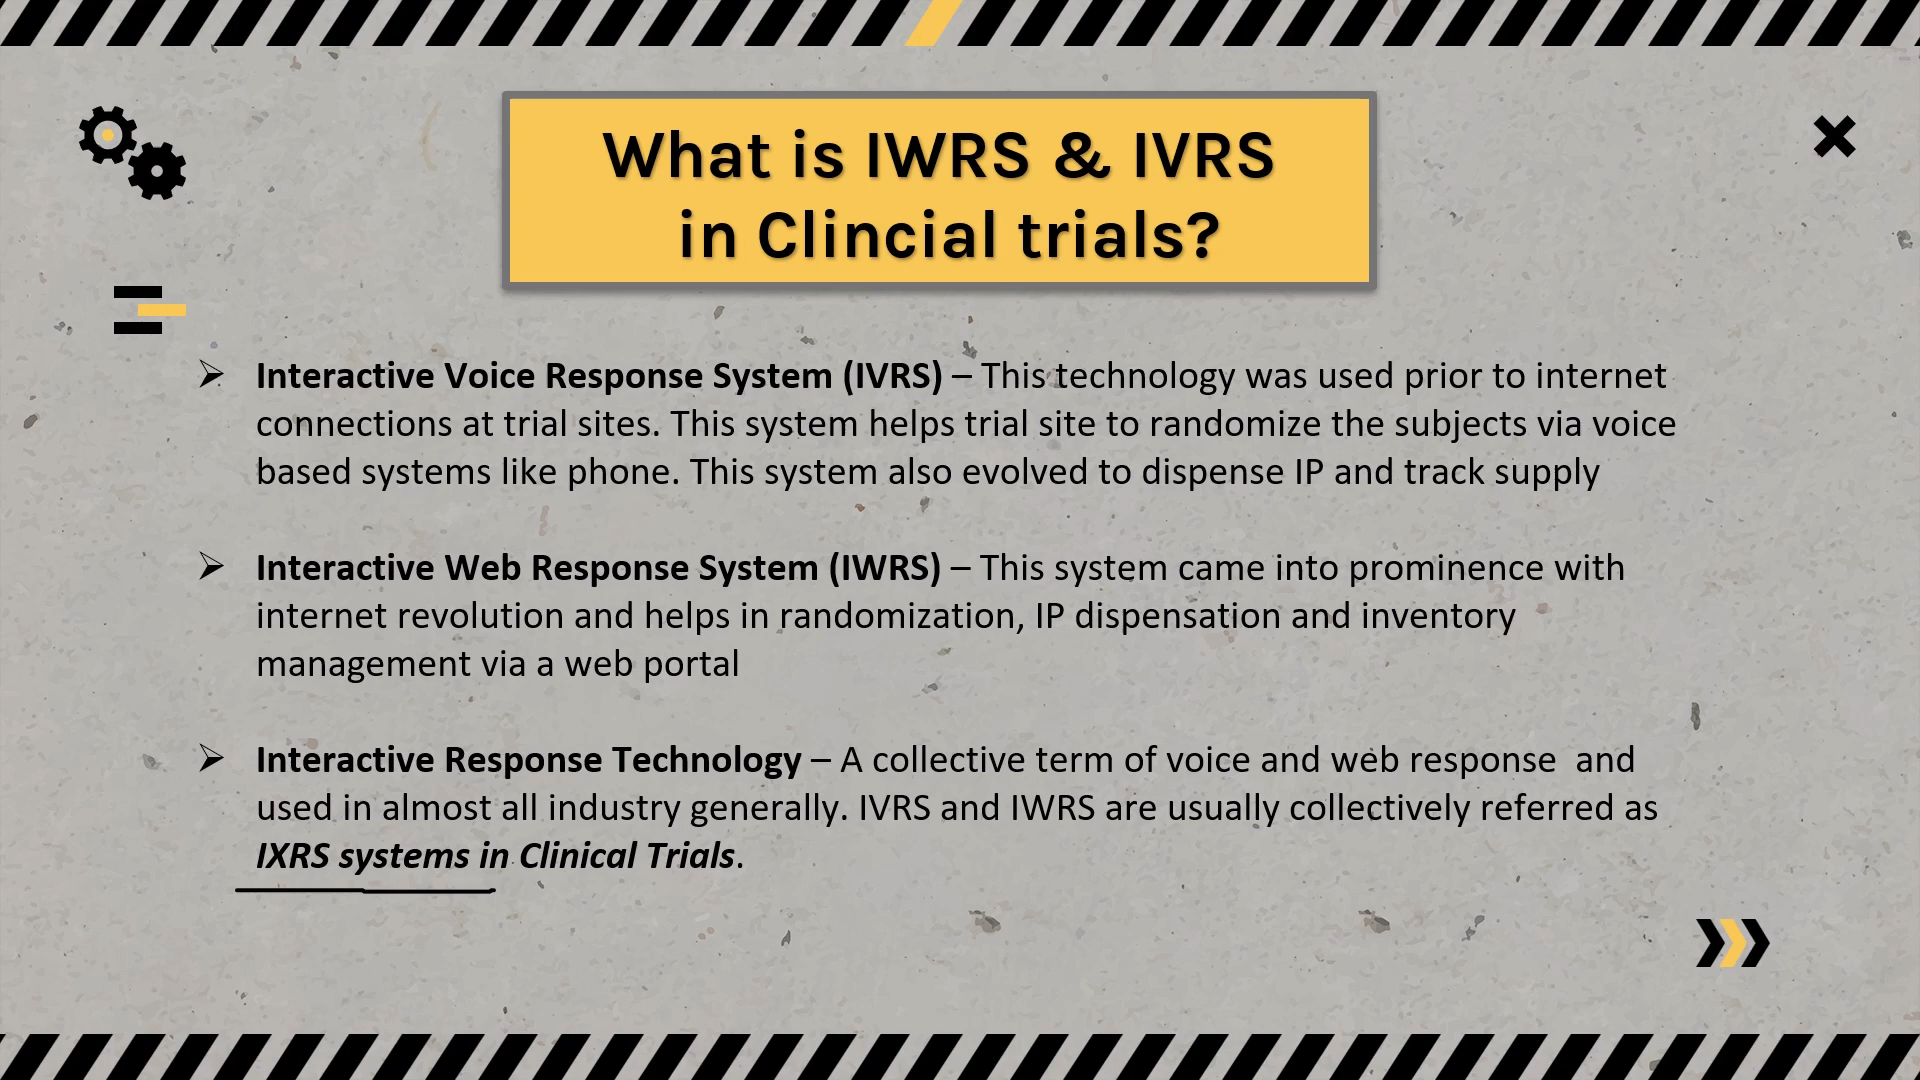 What is IWRS & IVRS
in Clincial trials?
➢ Interactive Voice Response System (IVRS) – This technology was used prior to internet
connections at trial sites. This system helps trial site to randomize the subjects via voice
based systems like phone. This system also evolved to dispense IP and track supply
➢ Interactive Web Response System (IWRS) – This system came into prominence with
internet revolution and helps in randomization, IP dispensation and inventory
management via a web portal
➢ Interactive Response Technology – A collective term of voice and web response  and
used in almost all industry generally. IVRS and IWRS are usually collectively referred as
IXRS systems in Clinical Trials.